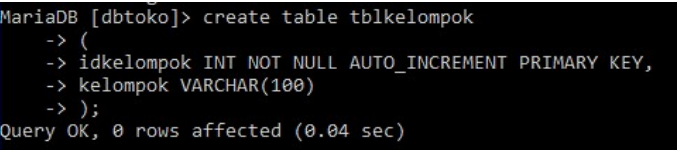 MariaDB [dbtoko]> create table tblkelompok
-> (
-> idkelompok INT NOT NULL AUTO_INCREMENT PRIMARY KEY,
-> kelompok VARCHAR(100)
-> );
Query OK, 0 rows affected (0.04 sec)